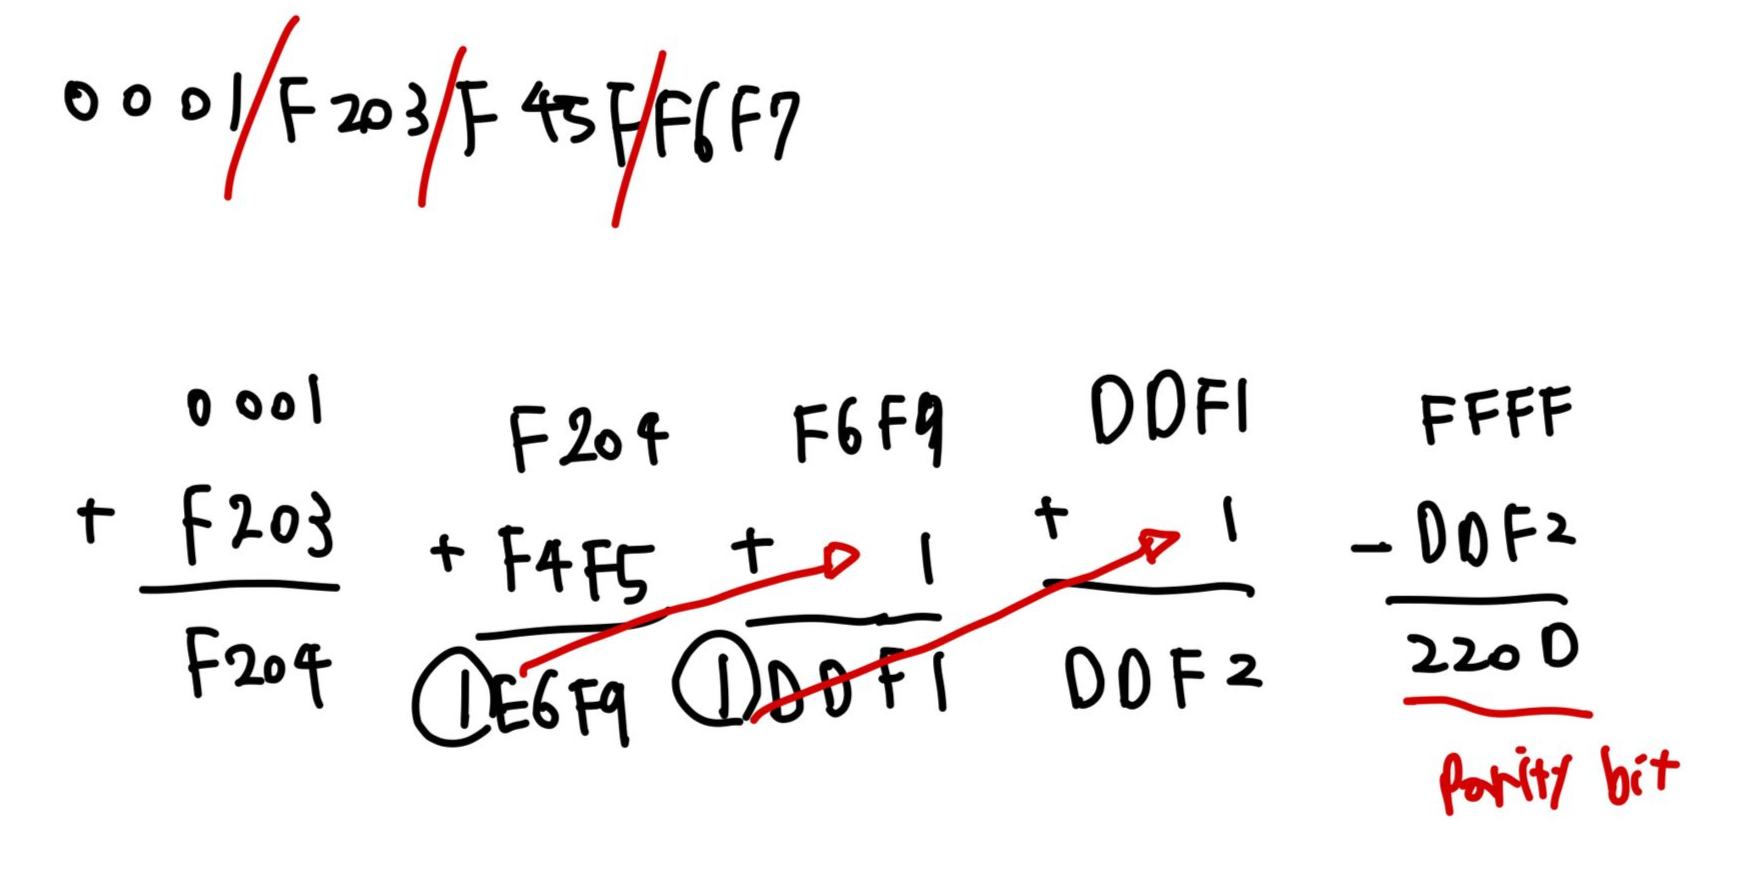 0001/F203/F45F/F6F7
0001 F204 F6F9 DDF1 FFFF
+ F203 + F4F5 + 1 + 1 - DDF2
F204 1E6F9 1DDF1 DDF2 220D
Parity bit